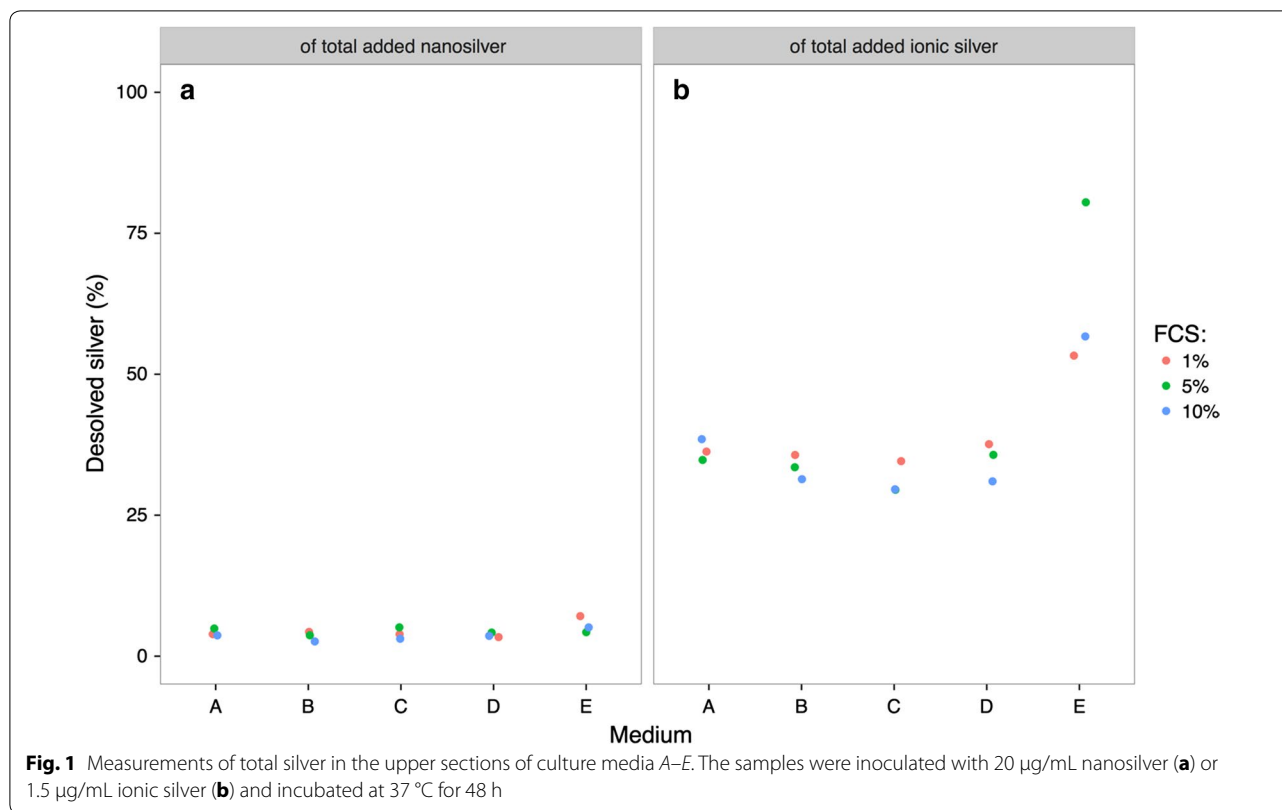 of total added nanosilver
of total added ionic silver
a
b
100
75
50
25
0
Desolved silver (%)
A B C D E
A B C D E
Medium
FCS:
1%
5%
10%
Fig. 1 Measurements of total silver in the upper sections of culture media A–E. The samples were inoculated with 20 µg/mL nanosilver (a) or
1.5 µg/mL ionic silver (b) and incubated at 37 °C for 48 h